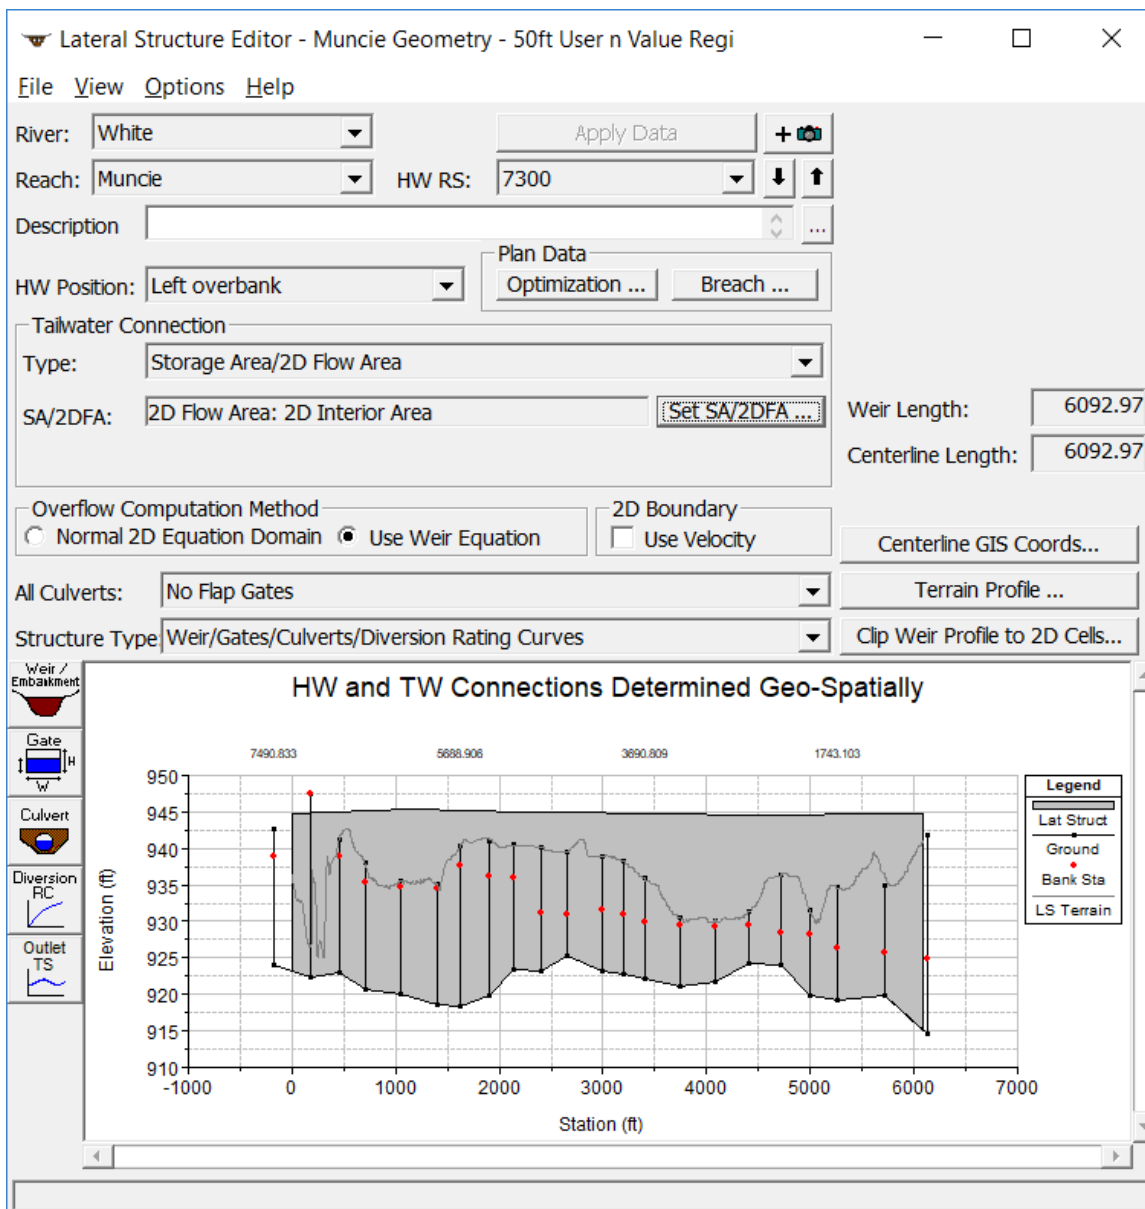 Lateral Structure Editor - Muncie Geometry - 50ft User n Value Regi
File View Options Help
River: White Apply Data +
Reach: Muncie HW RS: 7300
Description ...
Plan Data
HW Position: Left overbank Optimization ... Breach ...
Tailwater Connection
Type: Storage Area/2D Flow Area
SA/2DFA: 2D Flow Area: 2D Interior Area Set SA/2DFA ...
Weir Length: 6092.97
Centerline Length: 6092.97
Overflow Computation Method 2D Boundary
Normal 2D Equation Domain Use Weir Equation Use Velocity
Centerline GIS Coords...
All Culverts: No Flap Gates Terrain Profile ...
Structure Type Weir/Gates/Culverts/Diversion Rating Curves Clip Weir Profile to 2D Cells...
Weir /
Embankment
Gate
H
W
Culvert
Diversion
RC
Outlet
TS
HW and TW Connections Determined Geo-Spatially
7490.833 5688.906 3690.809 1743.103
950
945
940
935
930
925
920
915
910
Elevation (ft)
-1000 0 1000 2000 3000 4000 5000 6000 7000
Station (ft)
Legend
Lat Struct
Ground
Bank Sta
LS Terrain